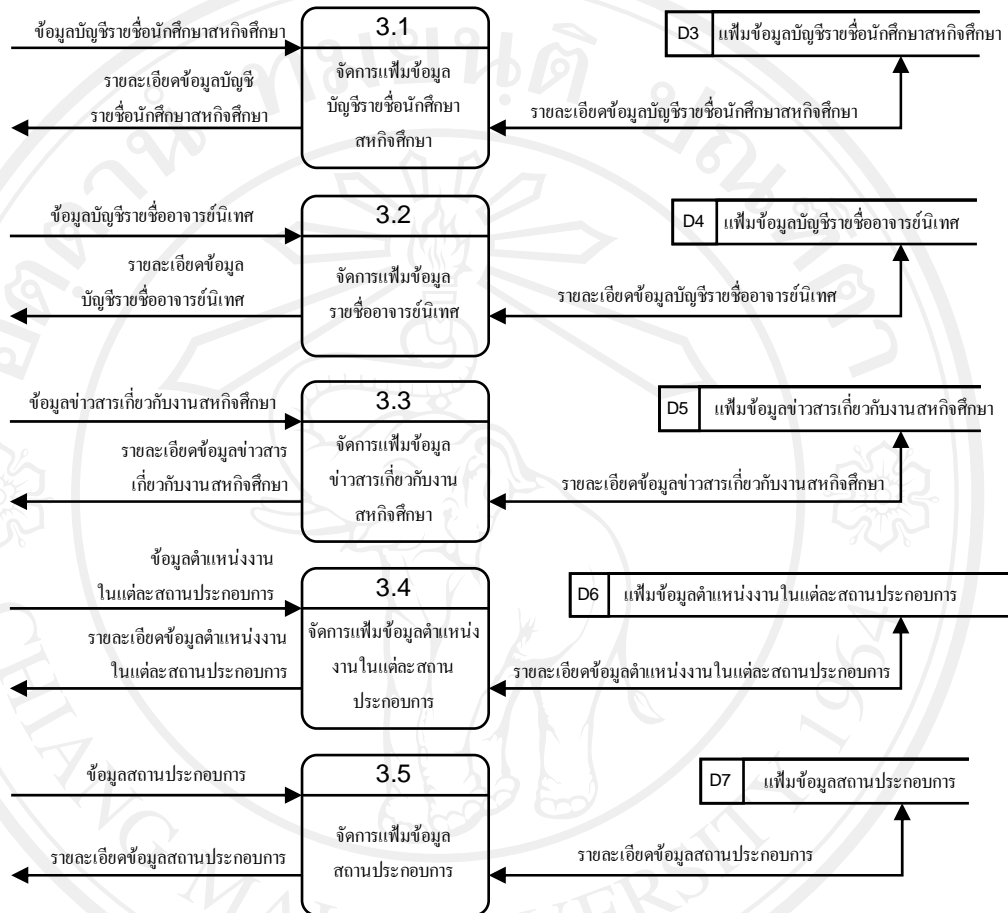 ข้อมูลบัญชีรายชื่อนักศึกษาสหกิจศึกษา
รายละเอียดข้อมูลบัญชี
รายชื่อนักศึกษาสหกิจศึกษา
3.1
จัดการแฟ้มข้อมูล
บัญชีรายชื่อนักศึกษา
สหกิจศึกษา
D3 แฟ้มข้อมูลบัญชีรายชื่อนักศึกษาสหกิจศึกษา
รายละเอียดข้อมูลบัญชีรายชื่อนักศึกษาสหกิจศึกษา
ข้อมูลบัญชีรายชื่ออาจารย์นิเทศ
รายละเอียดข้อมูล
บัญชีรายชื่ออาจารย์นิเทศ
3.2
จัดการแฟ้มข้อมูล
รายชื่ออาจารย์นิเทศ
D4 แฟ้มข้อมูลบัญชีรายชื่ออาจารย์นิเทศ
รายละเอียดข้อมูลบัญชีรายชื่ออาจารย์นิเทศ
ข้อมูลข่าวสารเกี่ยวกับงานสหกิจศึกษา
รายละเอียดข้อมูลข่าวสาร
เกี่ยวกับงานสหกิจศึกษา
3.3
จัดการแฟ้มข้อมูล
ข่าวสารเกี่ยวกับงาน
สหกิจศึกษา
D5 แฟ้มข้อมูลข่าวสารเกี่ยวกับงานสหกิจศึกษา
รายละเอียดข้อมูลข่าวสารเกี่ยวกับงานสหกิจศึกษา
ข้อมูลตำแหน่งงาน
ในแต่ละสถานประกอบการ
รายละเอียดข้อมูลตำแหน่งงาน
ในแต่ละสถานประกอบการ
3.4
จัดการแฟ้มข้อมูลตำแหน่ง
งานในแต่ละสถาน
ประกอบการ
D6 แฟ้มข้อมูลตำแหน่งงานในแต่ละสถานประกอบการ
รายละเอียดข้อมูลตำแหน่งงานในแต่ละสถานประกอบการ
ข้อมูลสถานประกอบการ
รายละเอียดข้อมูลสถานประกอบการ
3.5
จัดการแฟ้มข้อมูล
สถานประกอบการ
D7 แฟ้มข้อมูลสถานประกอบการ
รายละเอียดข้อมูลสถานประกอบการ